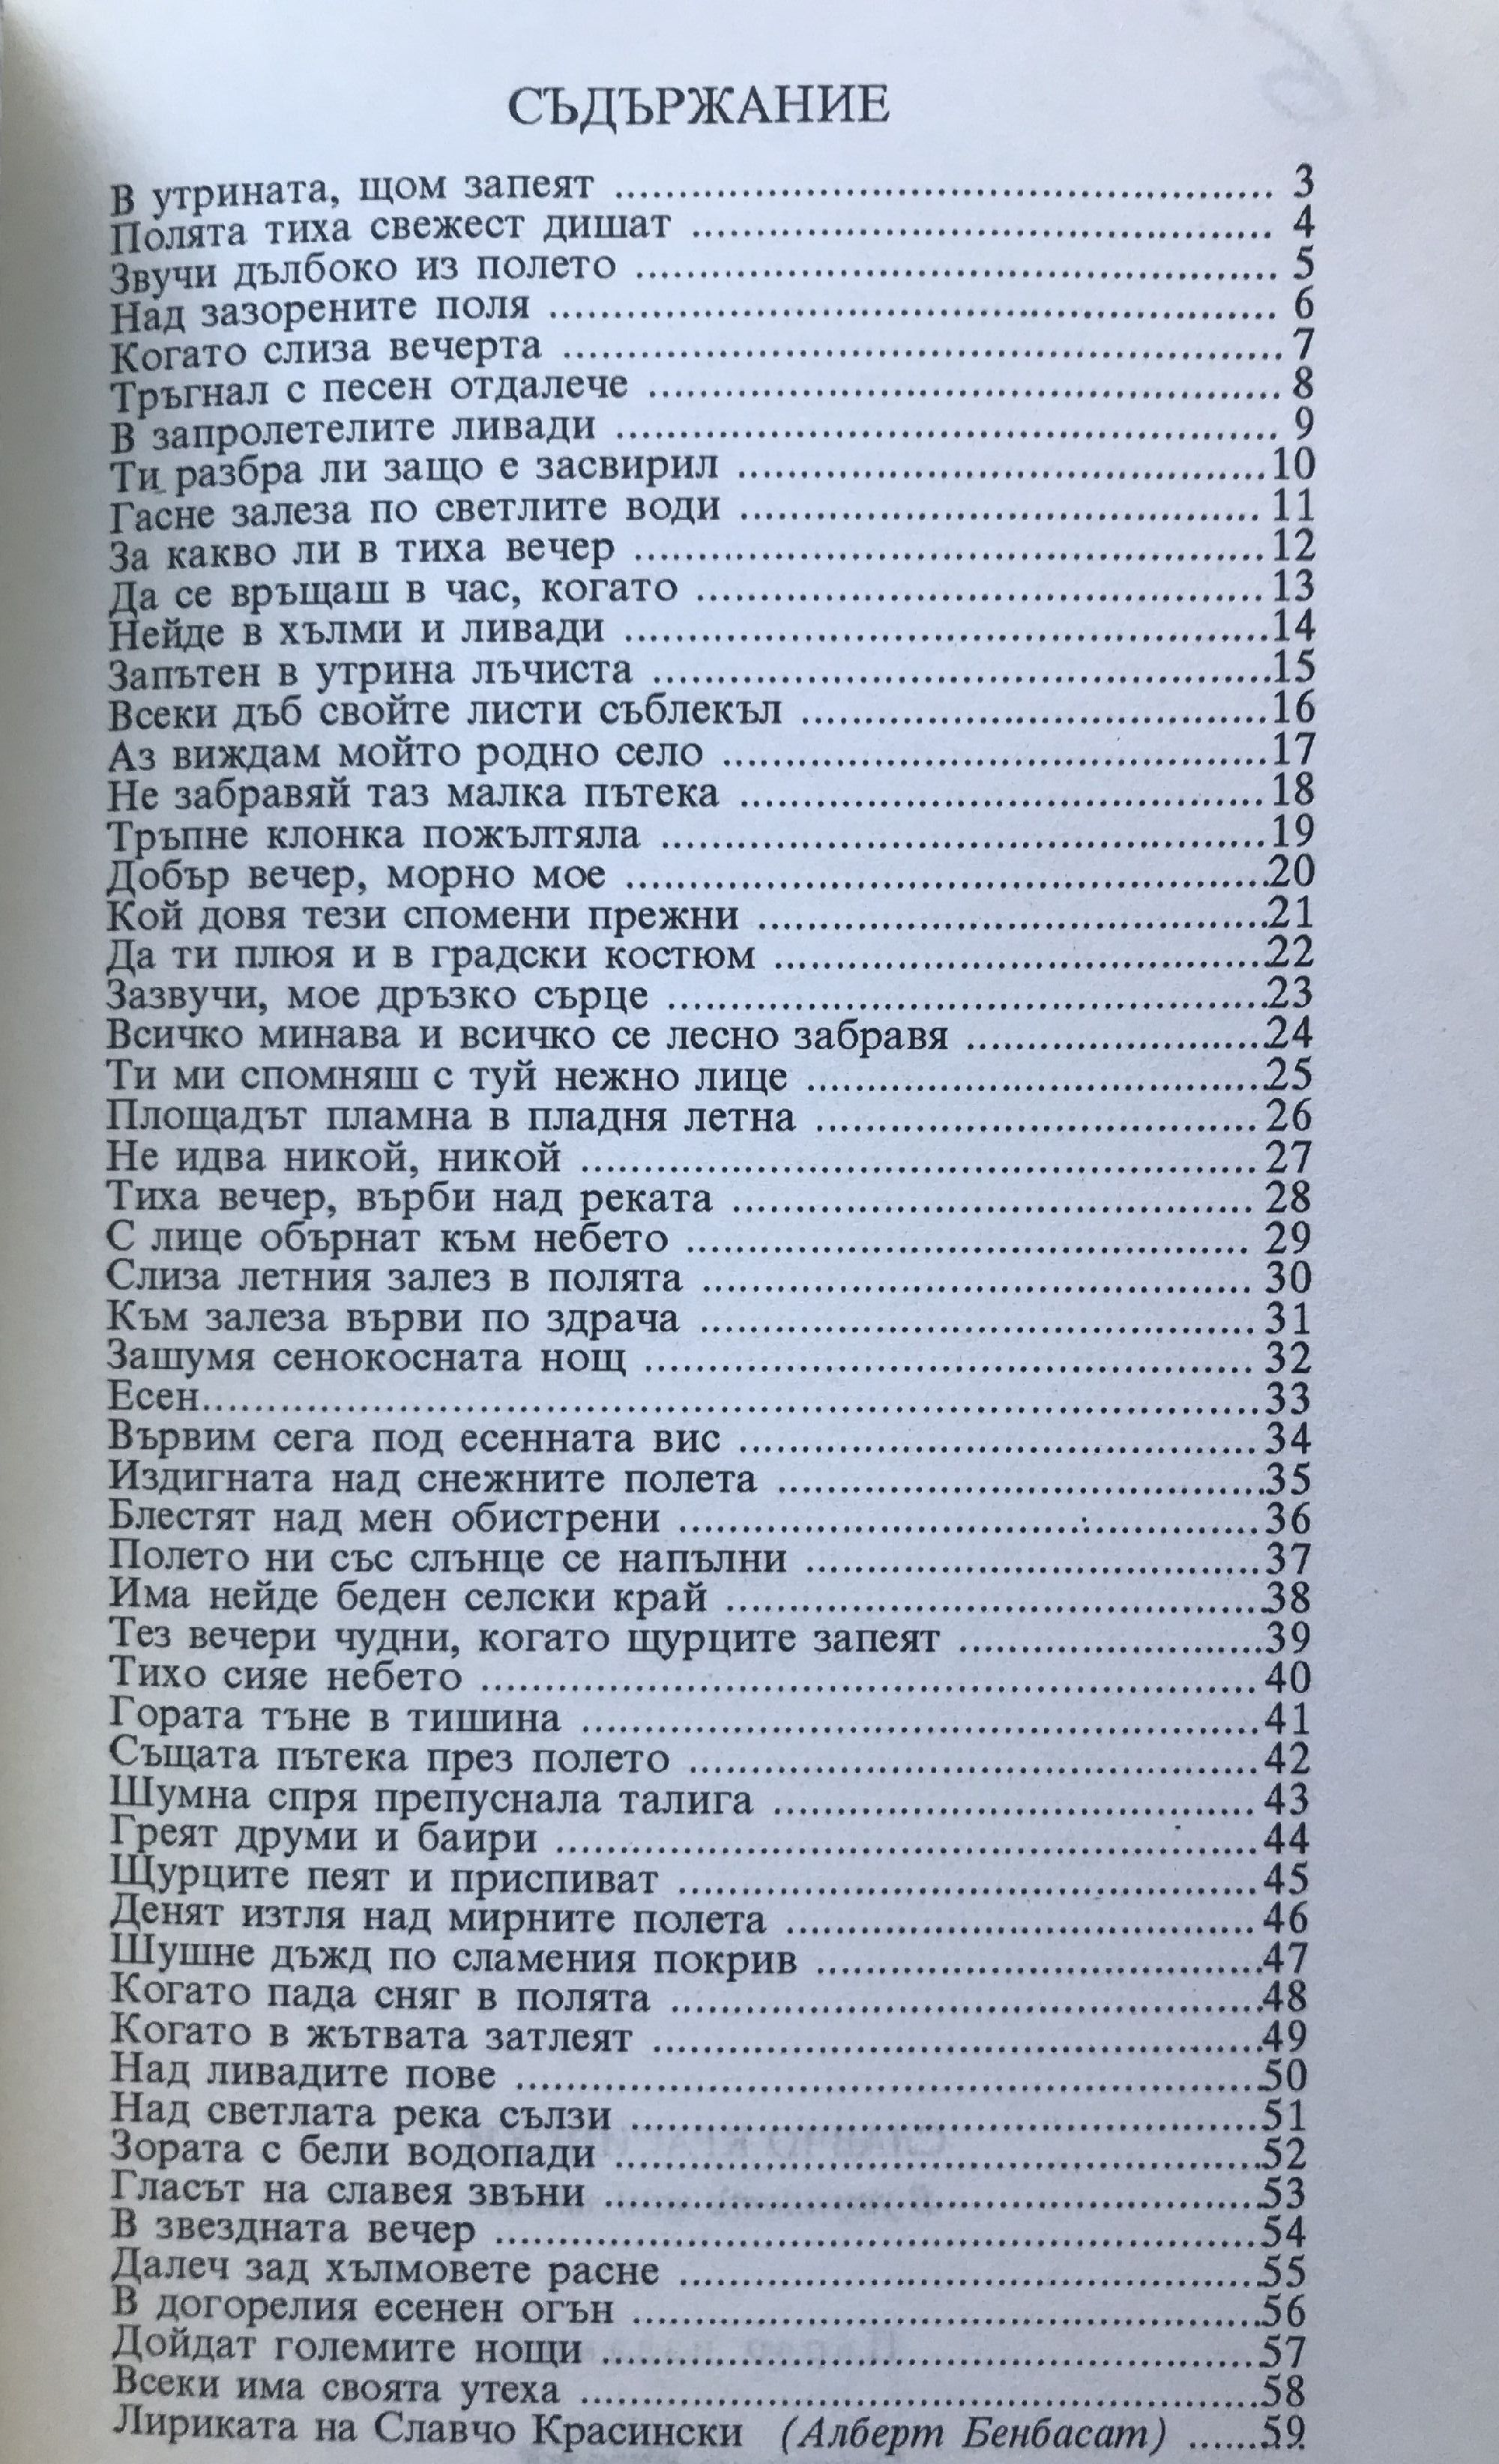 СЪДЪРЖАНИЕ
В утрината, щом запеят ........ 3
Полята тиха свежест дишат ........ 4
Звучи дълбоко из полето ........ 5
Над зазорените поля ........ 6
Когато слиза вечерта ........ 7
Тръгнал с песен отдалече ........ 8
В запролетелите ливади ........ 9
Ти разбра ли защо е засвирил ........ 10
Гасне залеза по светлите води ........ 11
За какво ли в тиха вечер ........ 12
Да се връщаш в час, когато ........ 13
Нейде в хълми и ливади ........ 14
Запътен в утрина лъчиста ........ 15
Всеки дъб свойте листи съблекъл ........ 16
Аз виждам мойто родно село ........ 17
Не забравяй таз малка пътека ........ 18
Тръпне клонка пожълтяла ........ 19
Добър вечер, морно мое ........ 20
Кой довя тези спомени прежни ........ 21
Да ти плюя и в градски костюм ........ 22
Зазвучи, мое дръзко сърце ........ 23
Всичко минава и всичко се лесно забравя ........ 24
Ти ми спомняш с туй нежно лице ........ 25
Площадът пламна в пладня летна ........ 26
Не идва никой, никой ........ 27
Тиха вечер, върби над реката ........ 28
С лице обърнат към небето ........ 29
Слиза летния залез в полята ........ 30
Към залеза върви по здрача ........ 31
Зашумя сенокосната нощ ........ 32
Есен ........ 33
Вървим сега под есенната вис ........ 34
Издигната над снежните полета ........ 35
Блестят над мен обистрени ........ 36
Полето ни със слънце се напълни ........ 37
Има нейде беден селски край ........ 38
Тез вечери чудни, когато щурците запеят ........ 39
Тихо сияе небето ........ 40
Гората тъне в тишина ........ 41
Същата пътека през полето ........ 42
Шумна спря препуснала талига ........ 43
Греят друми и баири ........ 44
Щурците пеят и приспиват ........ 45
Денят изтля над мирните полета ........ 46
Шушне дъжд по сламения покрив ........ 47
Когато пада сняг в полята ........ 48
Когато в жътвата затлеят ........ 49
Над ливадите пове ........ 50
Над светлата река сълзи ........ 51
Зората с бели водопади ........ 52
Гласът на славея звъни ........ 53
В звездната вечер ........ 54
Далеч зад хълмовете расне ........ 55
В догорелия есенен огън ........ 56
Дойдат големите нощи ........ 57
Всеки има своята утеха ........ 58
Лириката на Славчо Красински (Алберт Бенбасат) ........ 59